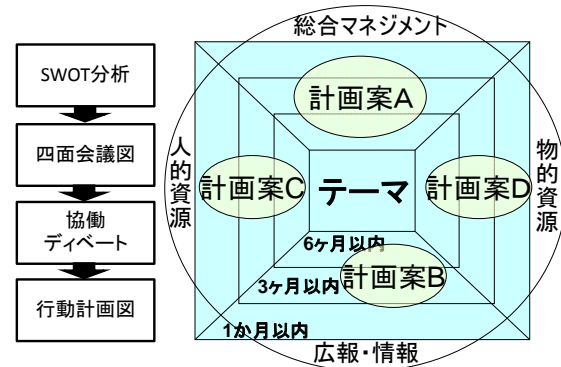 SWOT分析
四面会議図
協働
ディベート
行動計画図
総合マネジメント
計画案A
人的資源
計画案C
テーマ
計画案D
物的資源
6ヶ月以内
計画案B
3ヶ月以内
1か月以内
広報・情報